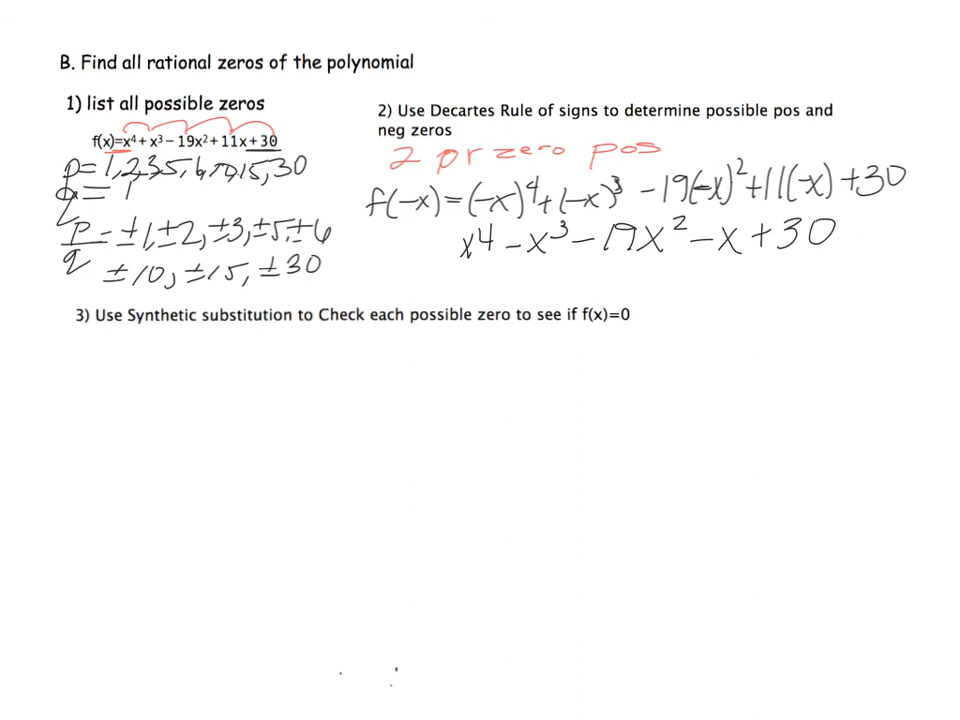 B. Find all rational zeros of the polynomial
1) list all possible zeros
f(x)=x⁴+x³−19x²+11x+30
p=1,2,3,5,6,10,15,30
q=1
p/q=±1,±2,±3,±5,±6
±10,±15,±30
2) Use Decartes Rule of signs to determine possible pos and
neg zeros
2 pr zero pos
f(−x)=(−x)⁴+(−x)³−19(−x)²+11(−x)+30
x⁴−x³−19x²−x+30
3) Use Synthetic substitution to Check each possible zero to see if f(x)=0